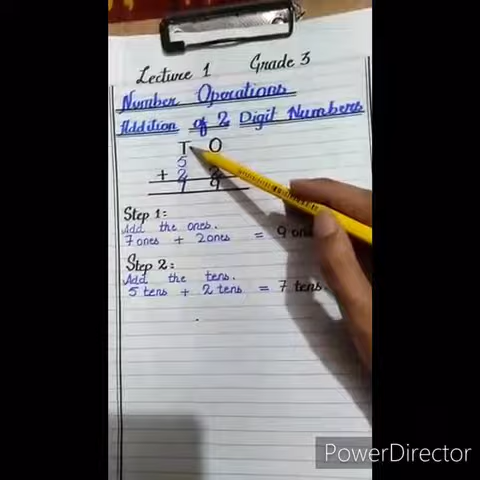 Lecture 1 Grade 3
Number Operations
Addition of 2 Digit Numbers
T O
5
+ 2 2
7 9
Step 1:
Add the ones.
7 ones + 2 ones = 9
Step 2:
Add the tens.
5 tens + 2 tens = 7 tens.
PowerDirector